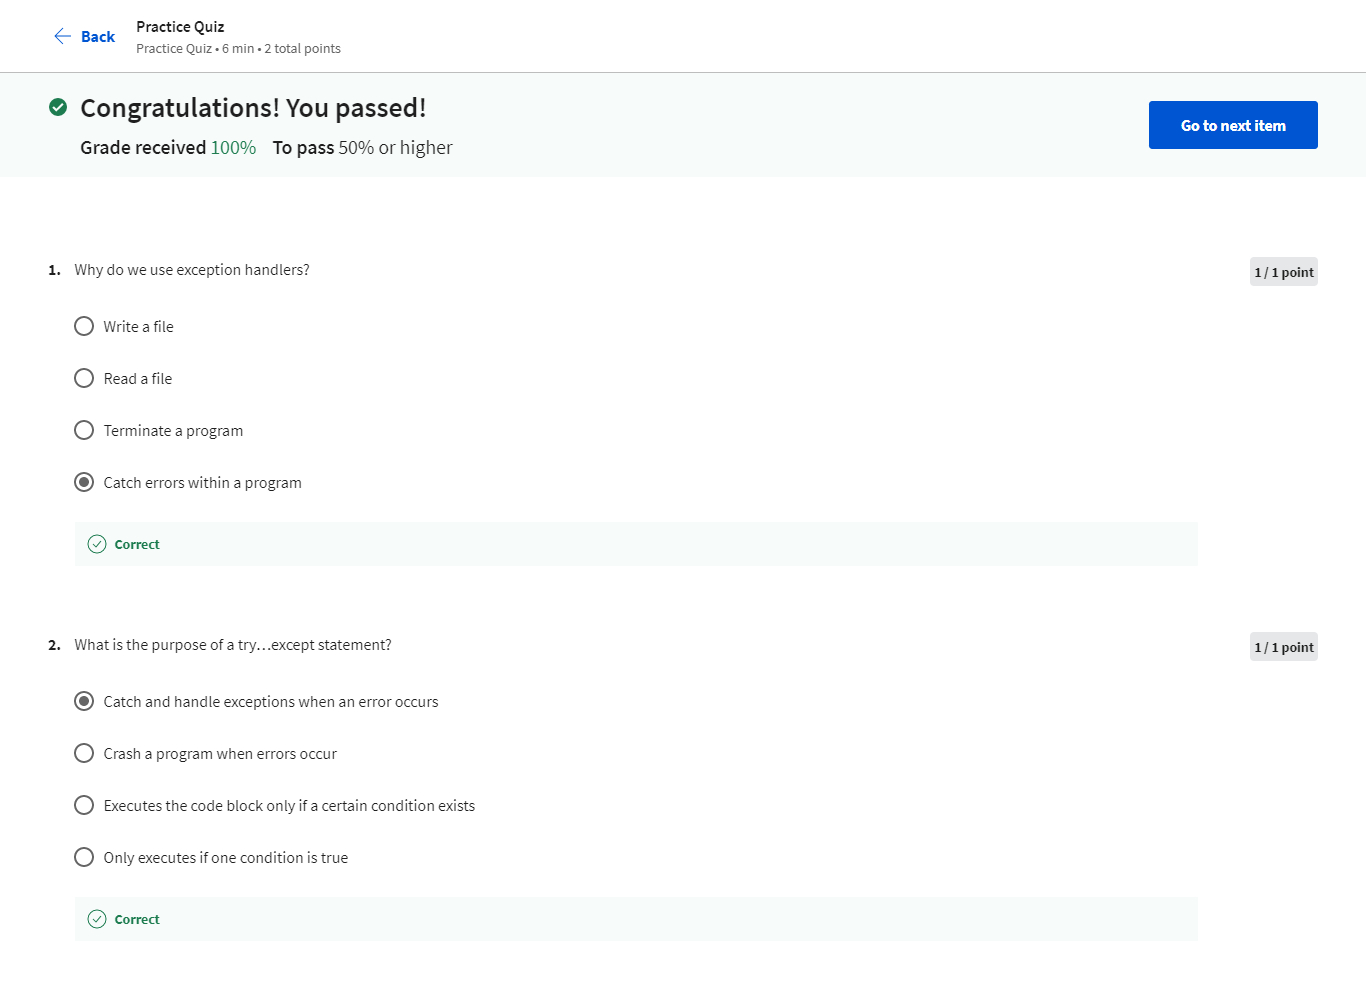 Back
Practice Quiz
Practice Quiz • 6 min • 2 total points
Congratulations! You passed!
Grade received 100% To pass 50% or higher
Go to next item
1. Why do we use exception handlers?
1 / 1 point
Write a file
Read a file
Terminate a program
Catch errors within a program
Correct
2. What is the purpose of a try…except statement?
1 / 1 point
Catch and handle exceptions when an error occurs
Crash a program when errors occur
Executes the code block only if a certain condition exists
Only executes if one condition is true
Correct